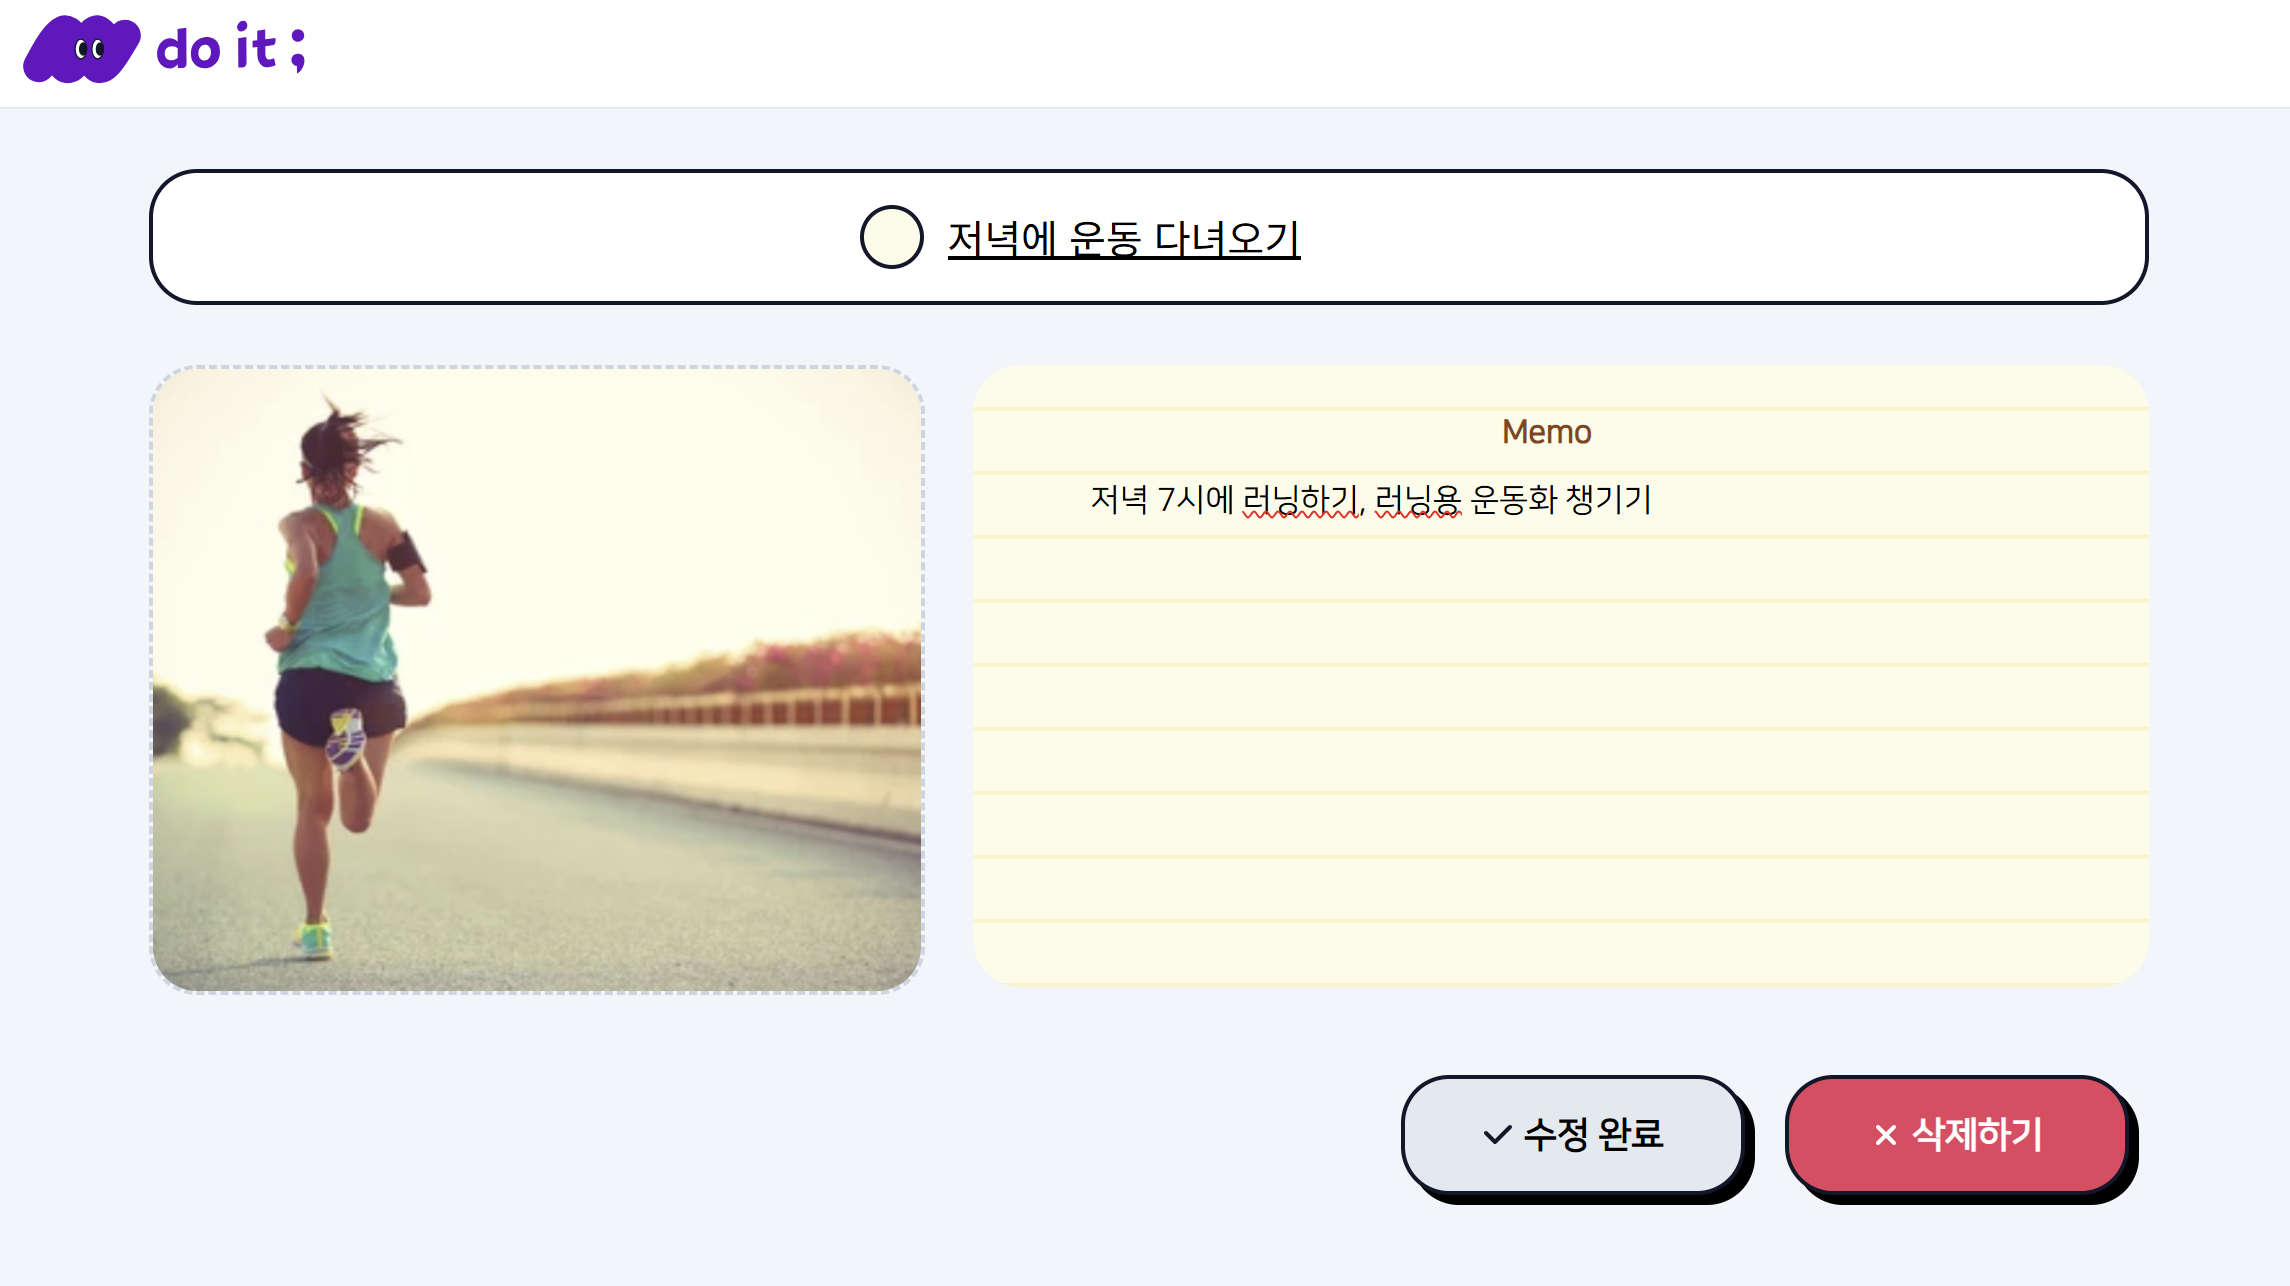 do it ;
저녁에 운동 다녀오기
Memo
저녁 7시에 러닝하기, 러닝용 운동화 챙기기
수정 완료
삭제하기